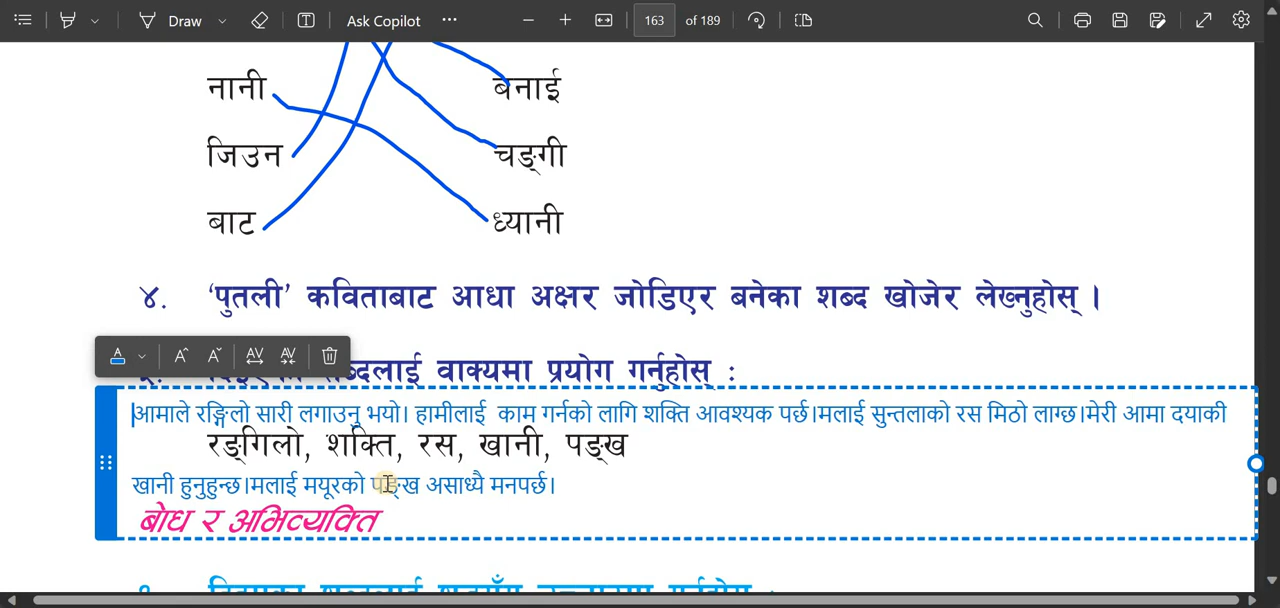 Draw
Ask Copilot
163 of 189
नानी बनाई
जिउन चङ्गी
बाट ध्यानी
४. ‘पुतली’ कविताबाट आधा अक्षर जोडिएर बनेका शब्द खोजेर लेख्नुहोस् ।
शब्दलाई वाक्यमा प्रयोग गर्नुहोस् :
आमाले रङ्गिलो सारी लगाउनु भयो। हामीलाई काम गर्नको लागि शक्ति आवश्यक पर्छ।मलाई सुन्तलाको रस मिठो लाग्छ।मेरी आमा दयाकी
रङ्गिलो, शक्ति, रस, खानी, पङ्ख
खानी हुनुहुन्छ।मलाई मयूरको पङ्ख असाध्यै मनपर्छ।
बोध र अभिव्यक्ति